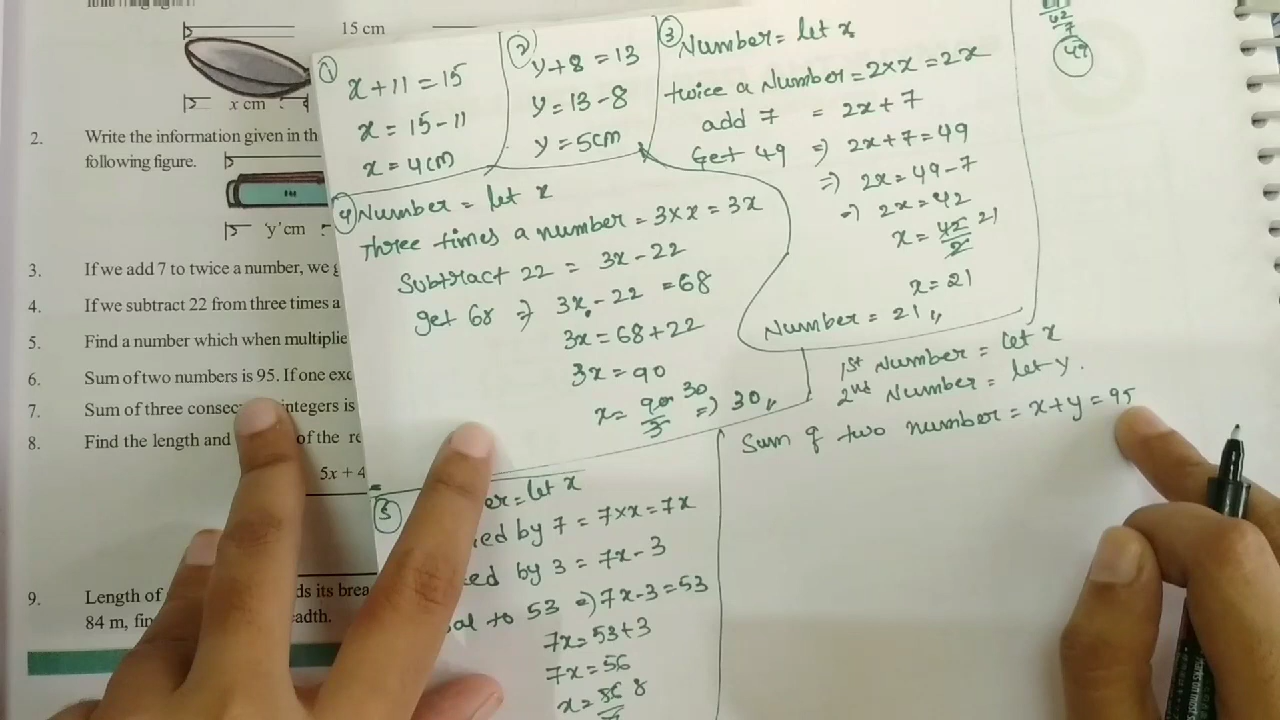 15 cm
x cm
2. Write the information given in th
following figure.
'y' cm
3. If we add 7 to twice a number, we g
4. If we subtract 22 from three times a
5. Find a number which when multiplie
6. Sum of two numbers is 95. If one exc
7. Sum of three consec integers is
8. Find the length and of the re
5x + 4
9. Length of ds its brea
84 m, fin adth.
① x+11=15
x = 15-11
x = 4cm
② y+8=13
y = 13-8
y = 5cm
③ Number = let x
twice a Number = 2×x = 2x
add 7 = 2x+7
Get 49 ⇒ 2x+7=49
⇒ 2x=49-7
⇒ 2x=42
x = 42/2 21
x = 21
Number = 21,,
④ Number = let x
Three times a number = 3×x = 3x
Subtract 22 = 3x-22
get 68 ⇒ 3x-22 =68
3x = 68+22
3x = 90
x = 90/3 30 ⇒ 30,,
⑤ er = let x
ied by 7 = 7×x=7x
ed by 3 = 7x-3
al to 53 ⇒ 7x-3=53
7x=53+3
7x=56
x=56 8
1st Number = let x
2nd Number = let y.
Sum of two number = x+y=95
42
7
49